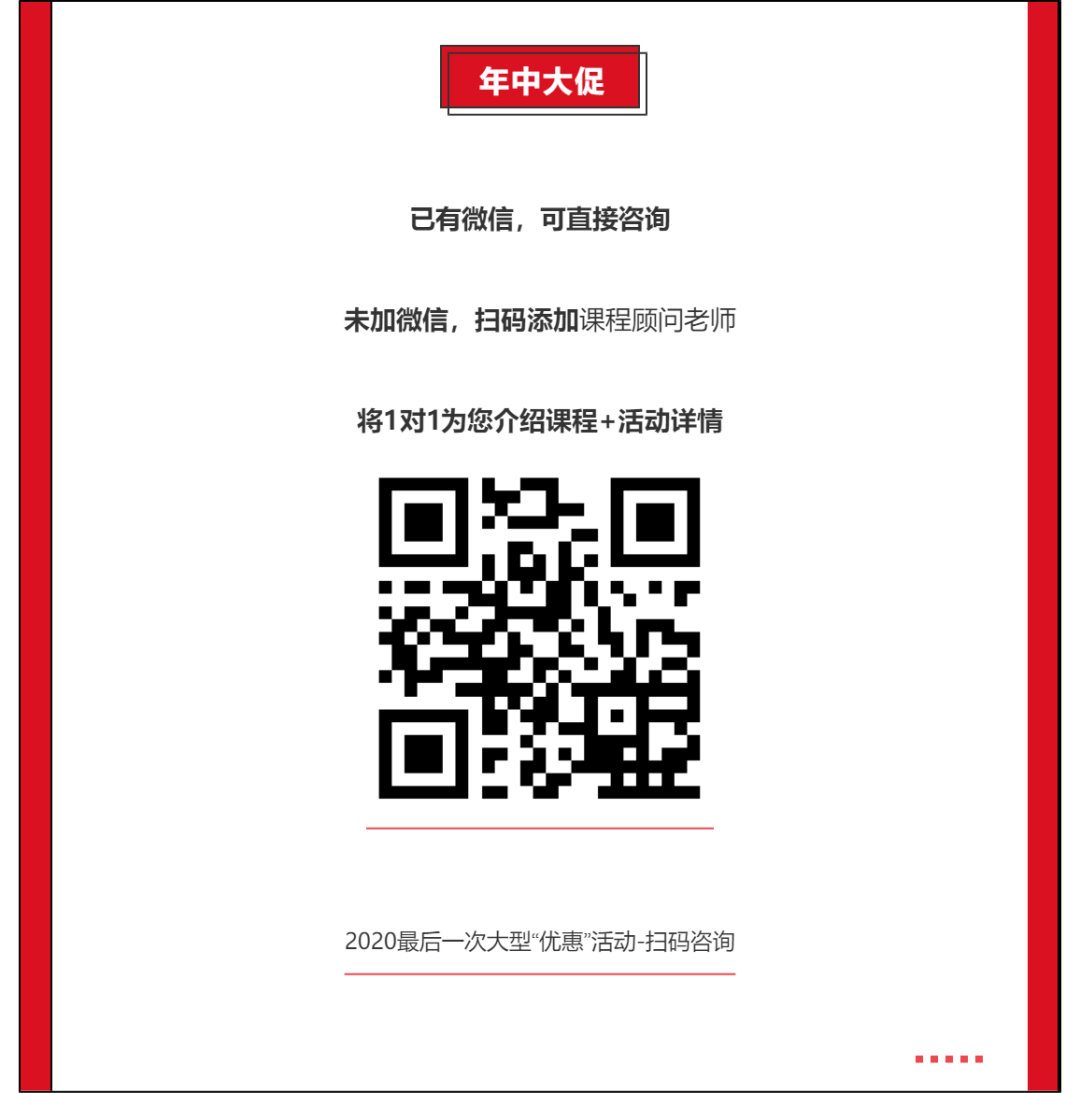 年中大促
已有微信，可直接咨询
未加微信，扫码添加课程顾问老师
将1对1为您介绍课程+活动详情
2020最后一次大型“优惠”活动-扫码咨询